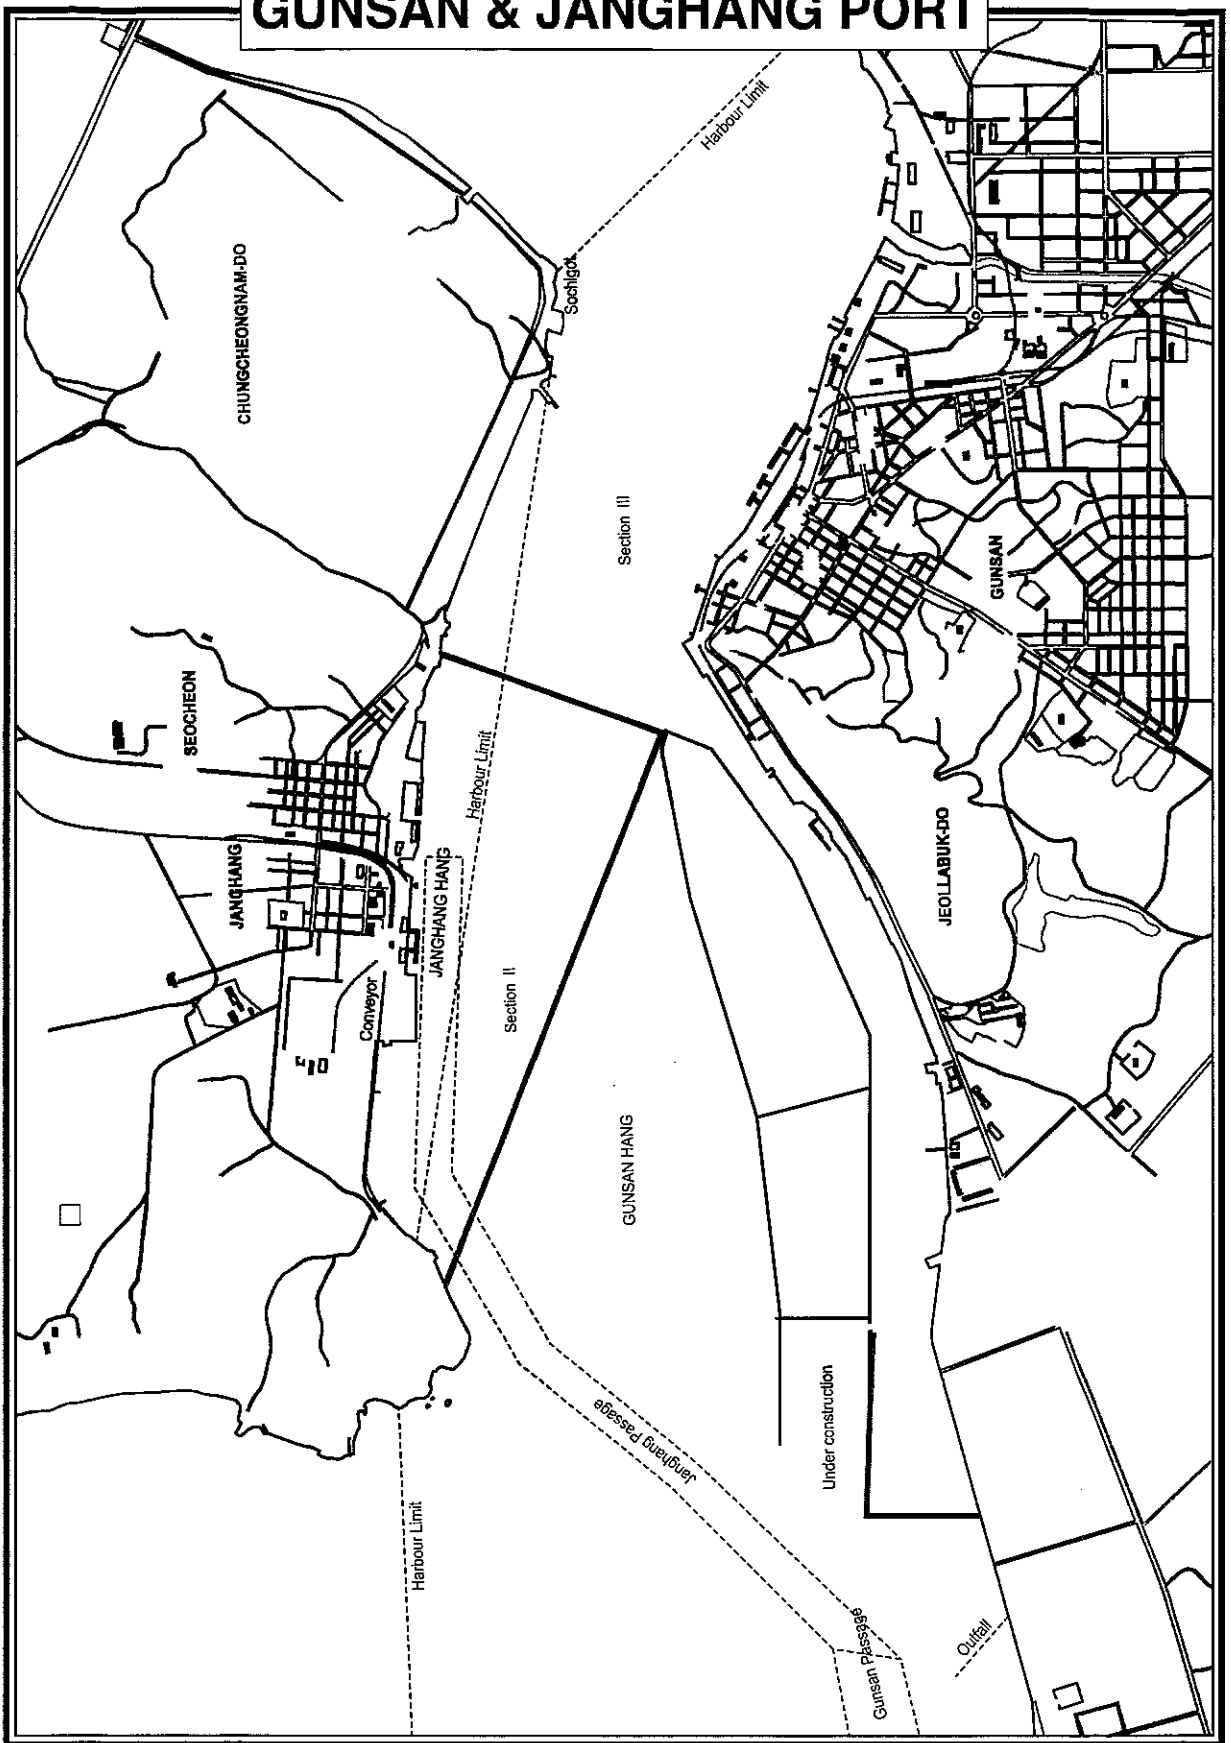 GUNSAN & JANGHANG PORT
Harbour Limit
CHUNGCHEONGNAM-DO
Sochlgot
Section III
GUNSAN
SEOCHEON
Harbour Limit
JANGHANG
JANGHANG HANG
JEOLLABUK-DO
Conveyor
Section II
GUNSAN HANG
Janghang Passage
Under construction
Harbour Limit
Gunsan Passage
Outfall